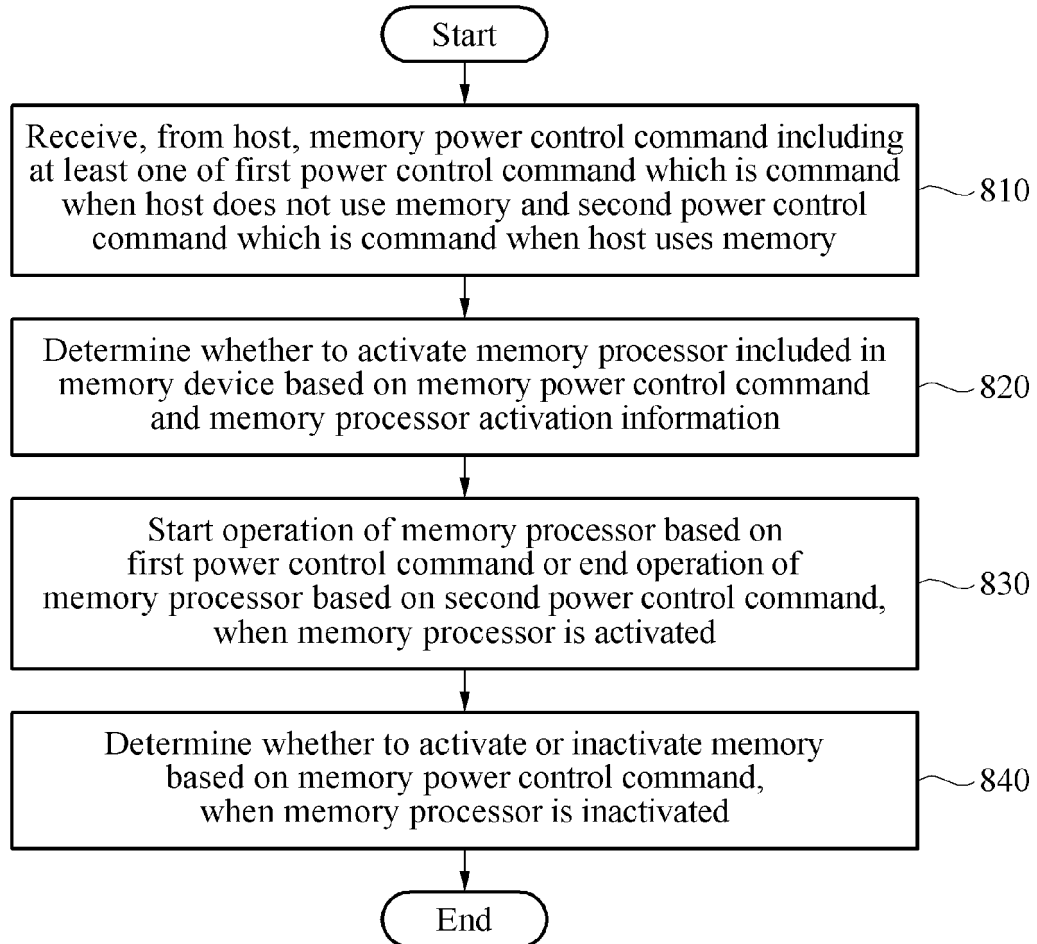 Start
Receive, from host, memory power control command including
at least one of first power control command which is command
when host does not use memory and second power control
command which is command when host uses memory
810
Determine whether to activate memory processor included in
memory device based on memory power control command
and memory processor activation information
820
Start operation of memory processor based on
first power control command or end operation of
memory processor based on second power control command,
when memory processor is activated
830
Determine whether to activate or inactivate memory
based on memory power control command,
when memory processor is inactivated
840
End